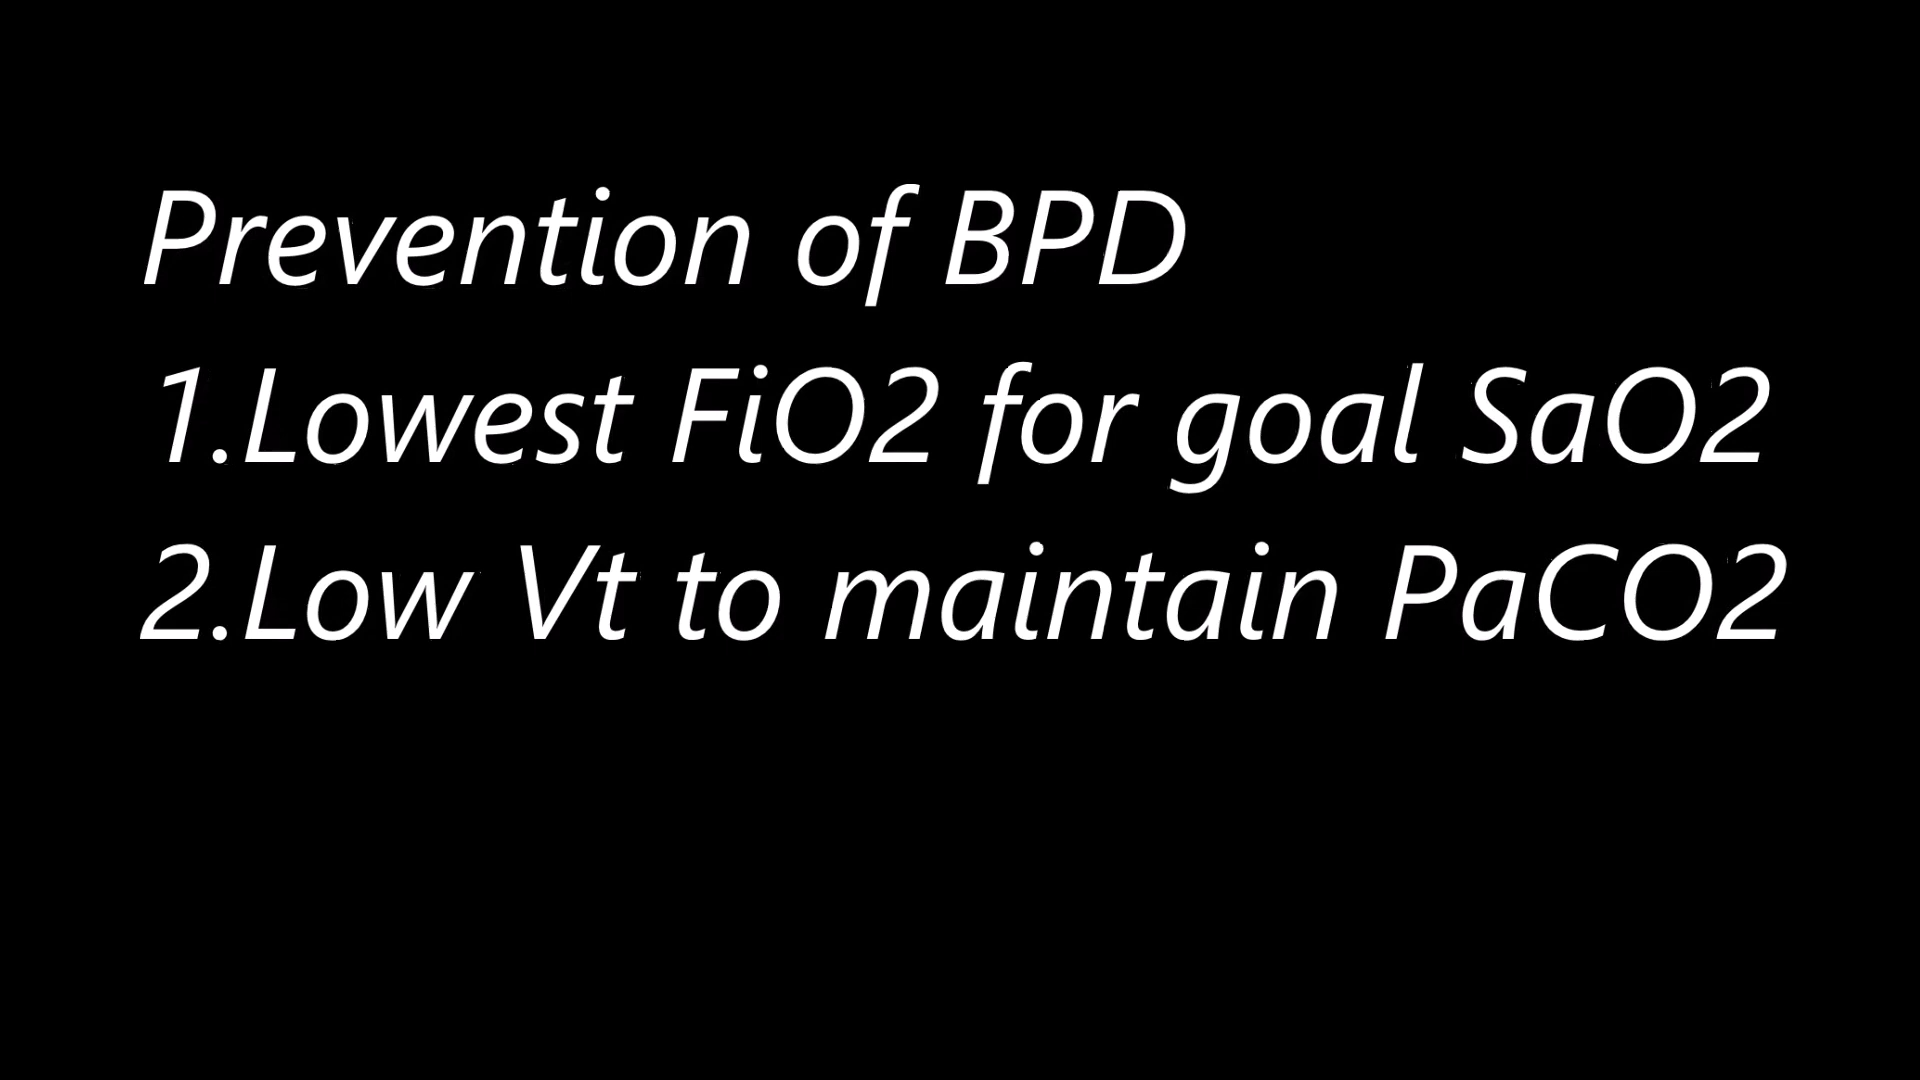 Prevention of BPD
1.Lowest FiO2 for goal SaO2
2.Low Vt to maintain PaCO2